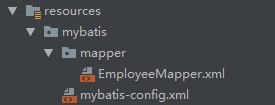 resources
mybatis
mapper
EmployeeMapper.xml
mybatis-config.xml